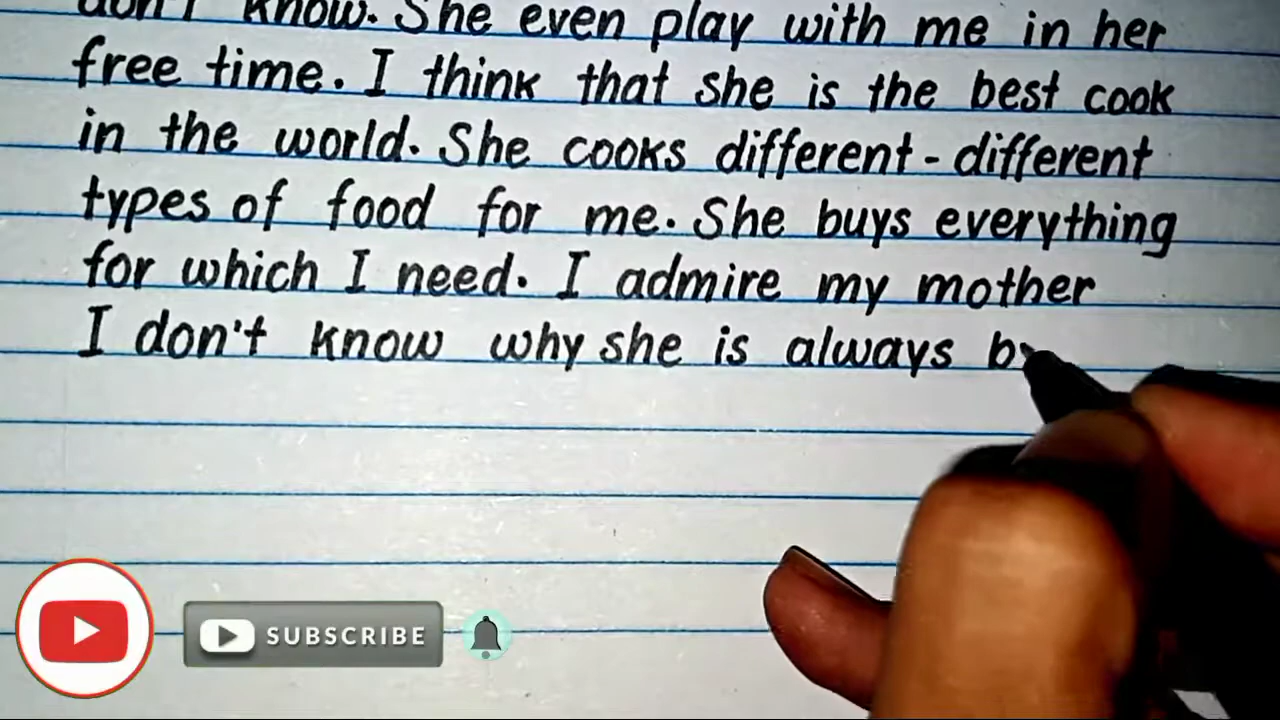 don't know. She even play with me in her
free time. I think that she is the best cook
in the world. She cooks different - different
types of food for me. She buys everything
for which I need. I admire my mother
I don't know why she is always
SUBSCRIBE